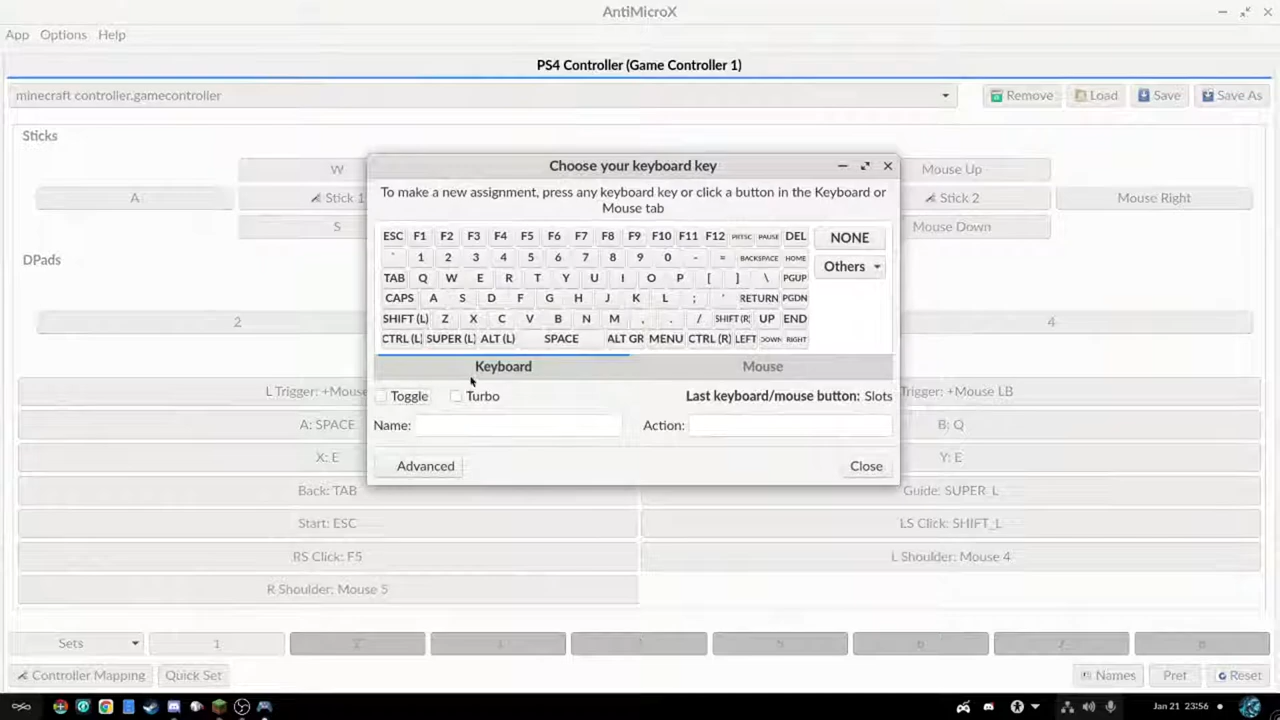 AntiMicroX
App Options Help
PS4 Controller (Game Controller 1)
minecraft controller.gamecontroller Remove Load Save Save As
Sticks
W Mouse Up
A Stick 1 Stick 2 Mouse Right
S Mouse Down
DPads
2 4
L Trigger: +Mouse Trigger: +Mouse LB
A: SPACE B: Q
X: E Y: E
Back: TAB Guide: SUPER_L
Start: ESC LS Click: SHIFT_L
RS Click: F5 L Shoulder: Mouse 4
R Shoulder: Mouse 5
Choose your keyboard key
To make a new assignment, press any keyboard key or click a button in the Keyboard or
Mouse tab
ESC F1 F2 F3 F4 F5 F6 F7 F8 F9 F10 F11 F12 PRTSC PAUSE DEL NONE
` 1 2 3 4 5 6 7 8 9 0 - = BACKSPACE HOME
Others
TAB Q W E R T Y U I O P [ ] \ PGUP
CAPS A S D F G H J K L ; ' RETURN PGDN
SHIFT (L) Z X C V B N M , . / SHIFT (R) UP END
CTRL (L) SUPER (L) ALT (L) SPACE ALT GR MENU CTRL (R) LEFT DOWN RIGHT
Keyboard Mouse
Toggle Turbo Last keyboard/mouse button: Slots
Name: Action:
Advanced Close
Sets 1
Controller Mapping Quick Set Names Pref Reset
Jan 21 23:56